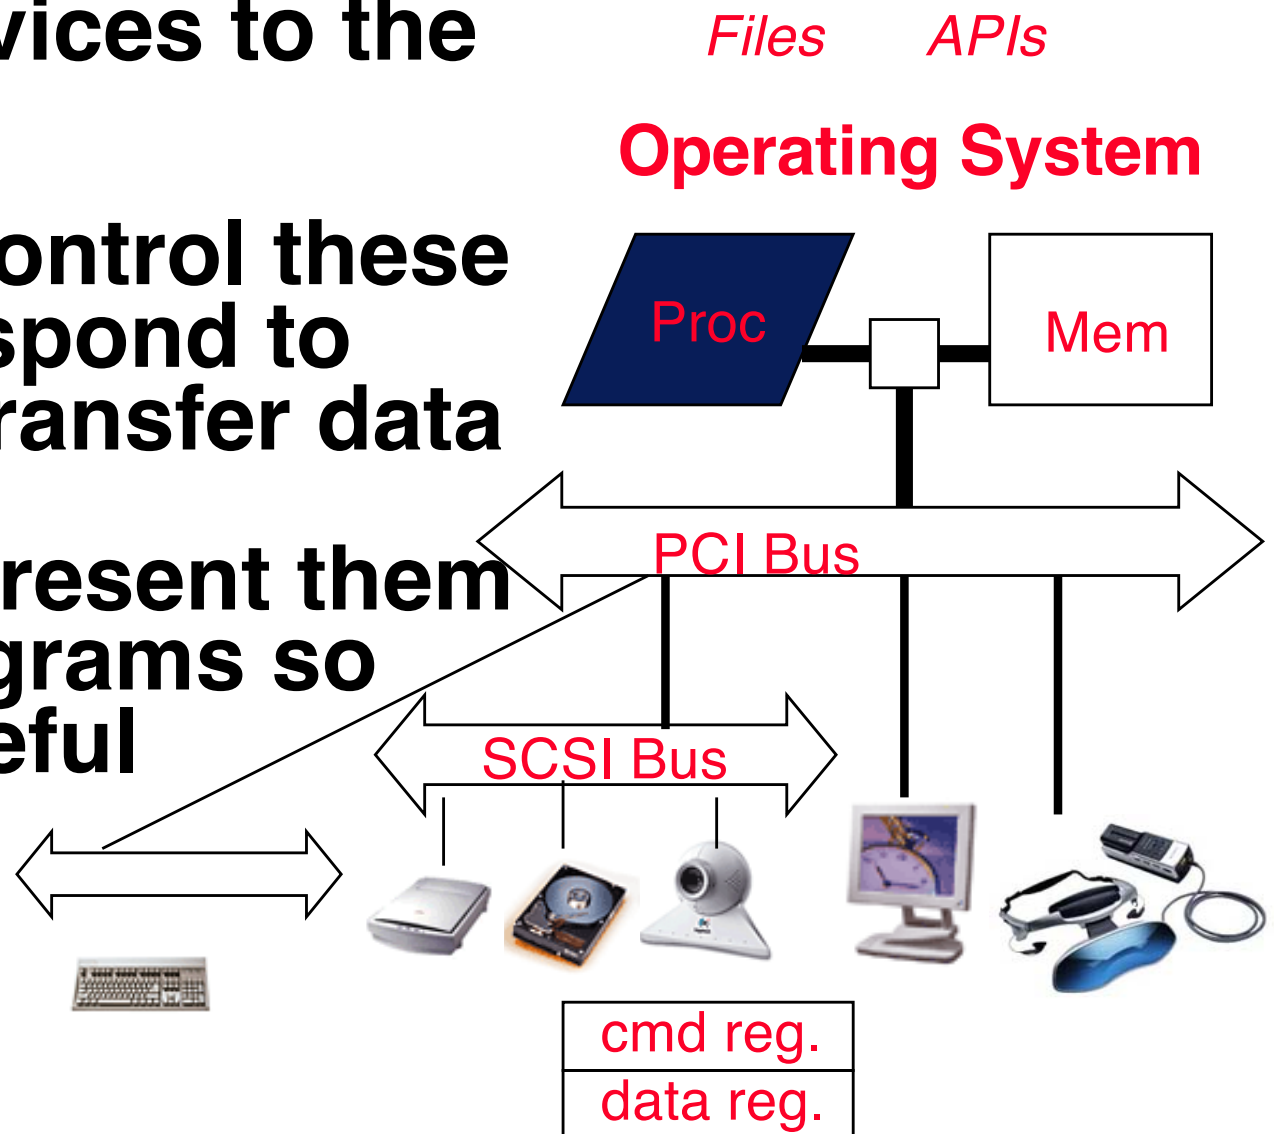 vices to the
ontrol these
spond to
ransfer data
resent them
grams so
eful
Files APIs
Operating System
Proc
Mem
PCI Bus
SCSI Bus
cmd reg.
data reg.